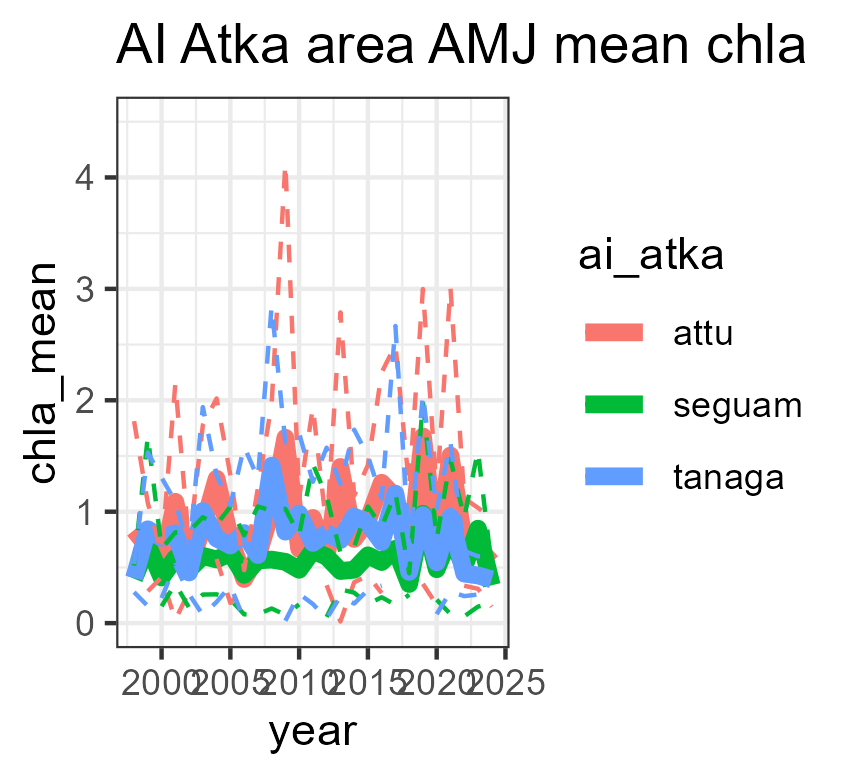 AI Atka area AMJ mean chla
chla_mean
4
3
2
1
0
2000 2005 2010 2015 2020 2025
year
ai_atka
attu
seguam
tanaga